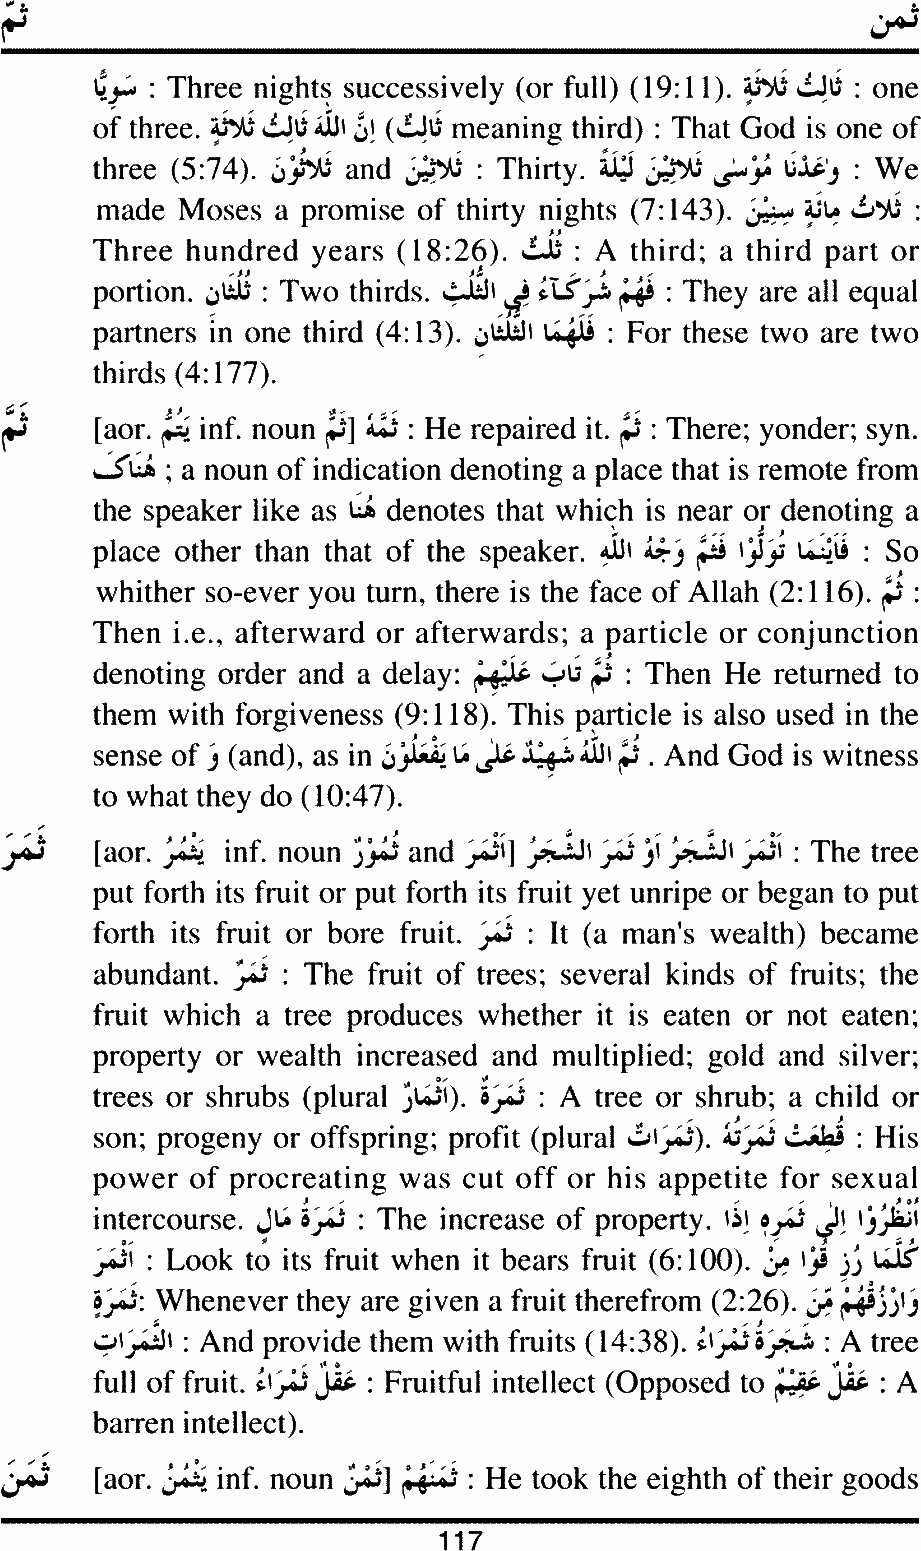 ثمّ ثمن
سَوِيًّا : Three nights successively (or full) (19:11). ثَالِثُ ثَلاثَةٍ : one
of three. إِنَّ اللّٰهَ ثَالِثُ ثَلاثَةٍ (ثَالِثٌ meaning third) : That God is one of
three (5:74). ثَلاثُوْنَ and ثَلاثِيْنَ : Thirty. وٰعَدْنَا مُوْسٰى ثَلاثِيْنَ لَيْلَةً : We
made Moses a promise of thirty nights (7:143). ثَلاثَ مِائَةٍ سِنِيْنَ :
Three hundred years (18:26). ثُلُثٌ : A third; a third part or
portion. ثُلُثَانِ : Two thirds. فَهُمْ شُرَكَآءُ فِى الثُّلُثِ : They are all equal
partners in one third (4:13). فَلَهُمَا الثُّلُثَانِ : For these two are two
thirds (4:177).
ثَمَّ [aor. يَثُمُّ inf. noun ثَمٌّ] ثَمَّهُ : He repaired it. ثَمَّ : There; yonder; syn.
هُنَاكَ ; a noun of indication denoting a place that is remote from
the speaker like as هُنَا denotes that which is near or denoting a
place other than that of the speaker. فَاَيْنَمَا تُوَلُّوْا فَثَمَّ وَجْهُ اللّٰهِ : So
whither so-ever you turn, there is the face of Allah (2:116). ثُمَّ :
Then i.e., afterward or afterwards; a particle or conjunction
denoting order and a delay: ثُمَّ تَابَ عَلَيْهِمْ : Then He returned to
them with forgiveness (9:118). This particle is also used in the
sense of وَ (and), as in ثُمَّ اللّٰهُ شَهِيْدٌ عَلٰى مَا يَفْعَلُوْنَ . And God is witness
to what they do (10:47).
ثَمَرَ [aor. يَثْمُرُ inf. noun ثُمُوْرٌ and اَثْمَرَ] اَثْمَرَ الشَّجَرُ اَوْ ثَمَرَ الشَّجَرُ : The tree
put forth its fruit or put forth its fruit yet unripe or began to put
forth its fruit or bore fruit. ثَمَرَ : It (a man's wealth) became
abundant. ثَمَرٌ : The fruit of trees; several kinds of fruits; the
fruit which a tree produces whether it is eaten or not eaten;
property or wealth increased and multiplied; gold and silver;
trees or shrubs (plural اَثْمَارٌ). ثَمَرَةٌ : A tree or shrub; a child or
son; progeny or offspring; profit (plural ثَمَرَاتٌ). قُطِعَتْ ثَمَرَتُهُ : His
power of procreating was cut off or his appetite for sexual
intercourse. ثَمَرَةُ مَالٍ : The increase of property. اُنْظُرُوْا اِلٰى ثَمَرِهٖ اِذَا
اَثْمَرَ : Look to its fruit when it bears fruit (6:100). كُلَّمَا رُزِقُوْا مِنْ
ثَمَرَةٍ: Whenever they are given a fruit therefrom (2:26). وَارْزُقْهُمْ مِّنَ
الثَّمَرَاتِ : And provide them with fruits (14:38). شَجَرَةٌ ثَمْرَاءُ : A tree
full of fruit. عَقْلٌ ثَمْرَاءُ : Fruitful intellect (Opposed to عَقْلٌ عَقِيْمٌ : A
barren intellect).
ثَمَنَ [aor. يَثْمُنُ inf. noun ثَمْنٌ] ثَمَنَهُمْ : He took the eighth of their goods
117